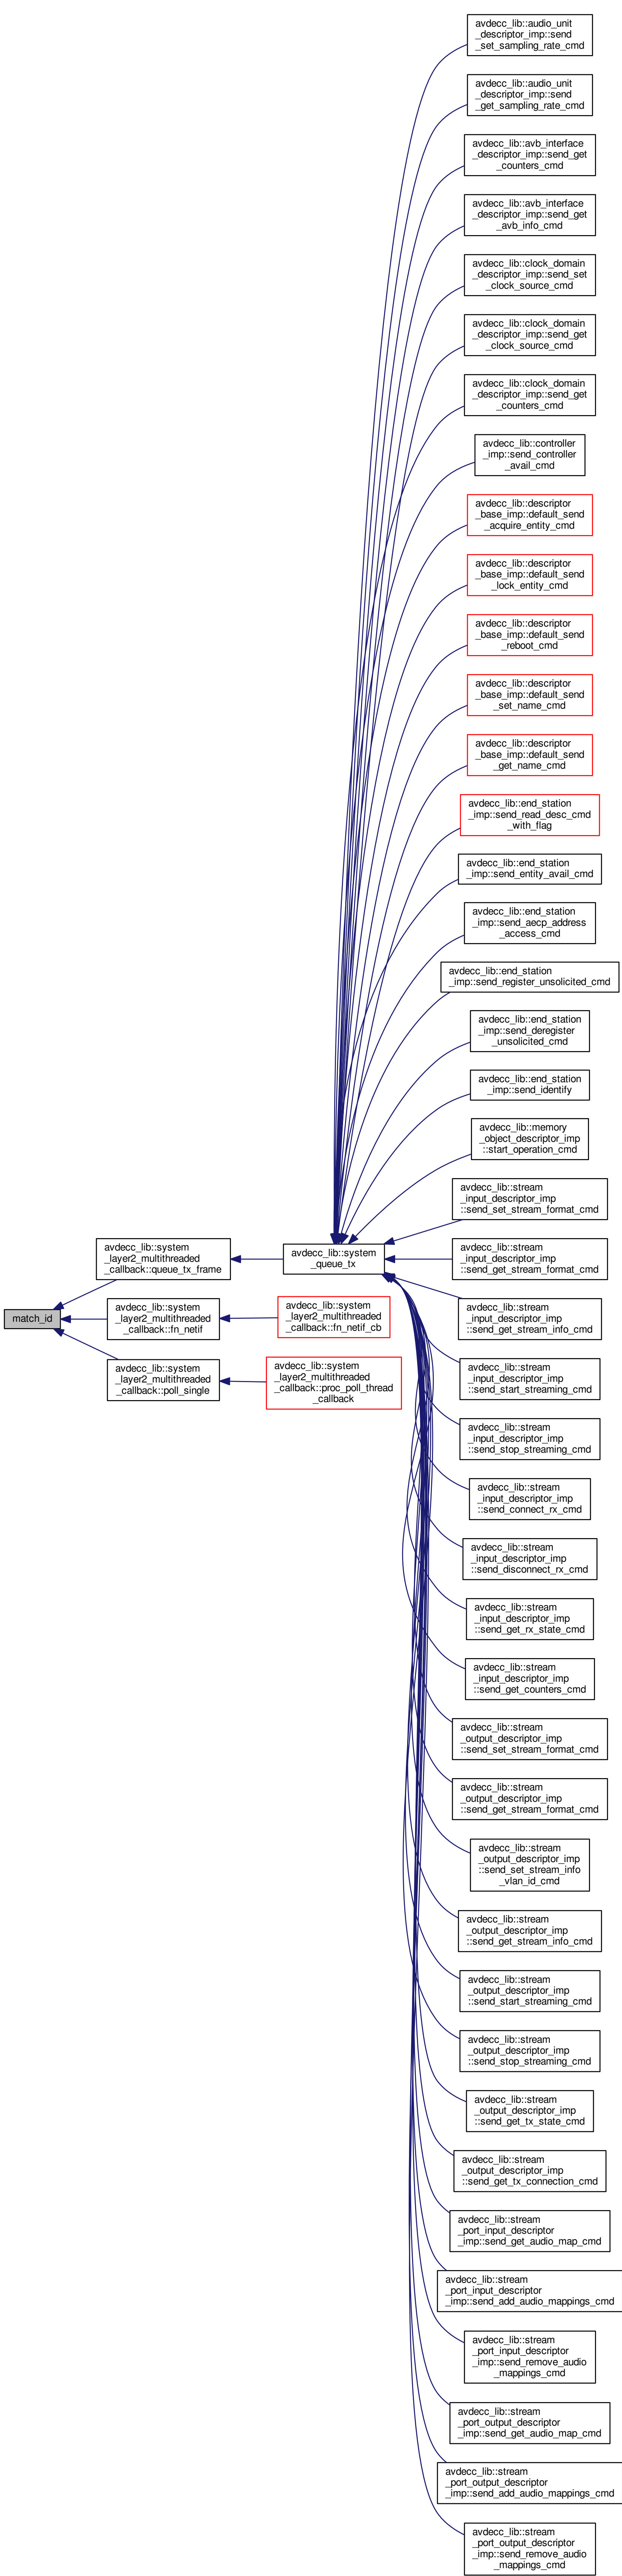 avdecc_lib::audio_unit
_descriptor_imp::send
_set_sampling_rate_cmd
avdecc_lib::audio_unit
_descriptor_imp::send
_get_sampling_rate_cmd
avdecc_lib::avb_interface
_descriptor_imp::send_get
_counters_cmd
avdecc_lib::avb_interface
_descriptor_imp::send_get
_avb_info_cmd
avdecc_lib::clock_domain
_descriptor_imp::send_set
_clock_source_cmd
avdecc_lib::clock_domain
_descriptor_imp::send_get
_clock_source_cmd
avdecc_lib::clock_domain
_descriptor_imp::send_get
_counters_cmd
avdecc_lib::controller
_imp::send_controller
_avail_cmd
avdecc_lib::descriptor
_base_imp::default_send
_acquire_entity_cmd
avdecc_lib::descriptor
_base_imp::default_send
_lock_entity_cmd
avdecc_lib::descriptor
_base_imp::default_send
_reboot_cmd
avdecc_lib::descriptor
_base_imp::default_send
_set_name_cmd
avdecc_lib::descriptor
_base_imp::default_send
_get_name_cmd
avdecc_lib::end_station
_imp::send_read_desc_cmd
_with_flag
avdecc_lib::end_station
_imp::send_entity_avail_cmd
avdecc_lib::end_station
_imp::send_aecp_address
_access_cmd
avdecc_lib::end_station
_imp::send_register_unsolicited_cmd
avdecc_lib::end_station
_imp::send_deregister
_unsolicited_cmd
avdecc_lib::end_station
_imp::send_identify
avdecc_lib::memory
_object_descriptor_imp
::start_operation_cmd
avdecc_lib::stream
_input_descriptor_imp
::send_set_stream_format_cmd
match_id
avdecc_lib::system
_layer2_multithreaded
_callback::queue_tx_frame
avdecc_lib::system
_queue_tx
avdecc_lib::stream
_input_descriptor_imp
::send_get_stream_format_cmd
avdecc_lib::system
_layer2_multithreaded
_callback::fn_netif
avdecc_lib::system
_layer2_multithreaded
_callback::fn_netif_cb
avdecc_lib::stream
_input_descriptor_imp
::send_get_stream_info_cmd
avdecc_lib::system
_layer2_multithreaded
_callback::poll_single
avdecc_lib::system
_layer2_multithreaded
_callback::proc_poll_thread
_callback
avdecc_lib::stream
_input_descriptor_imp
::send_start_streaming_cmd
avdecc_lib::stream
_input_descriptor_imp
::send_stop_streaming_cmd
avdecc_lib::stream
_input_descriptor_imp
::send_connect_rx_cmd
avdecc_lib::stream
_input_descriptor_imp
::send_disconnect_rx_cmd
avdecc_lib::stream
_input_descriptor_imp
::send_get_rx_state_cmd
avdecc_lib::stream
_input_descriptor_imp
::send_get_counters_cmd
avdecc_lib::stream
_output_descriptor_imp
::send_set_stream_format_cmd
avdecc_lib::stream
_output_descriptor_imp
::send_get_stream_format_cmd
avdecc_lib::stream
_output_descriptor_imp
::send_set_stream_info
_vlan_id_cmd
avdecc_lib::stream
_output_descriptor_imp
::send_get_stream_info_cmd
avdecc_lib::stream
_output_descriptor_imp
::send_start_streaming_cmd
avdecc_lib::stream
_output_descriptor_imp
::send_stop_streaming_cmd
avdecc_lib::stream
_output_descriptor_imp
::send_get_tx_state_cmd
avdecc_lib::stream
_output_descriptor_imp
::send_get_tx_connection_cmd
avdecc_lib::stream
_port_input_descriptor
_imp::send_get_audio_map_cmd
avdecc_lib::stream
_port_input_descriptor
_imp::send_add_audio_mappings_cmd
avdecc_lib::stream
_port_input_descriptor
_imp::send_remove_audio
_mappings_cmd
avdecc_lib::stream
_port_output_descriptor
_imp::send_get_audio_map_cmd
avdecc_lib::stream
_port_output_descriptor
_imp::send_add_audio_mappings_cmd
avdecc_lib::stream
_port_output_descriptor
_imp::send_remove_audio
_mappings_cmd